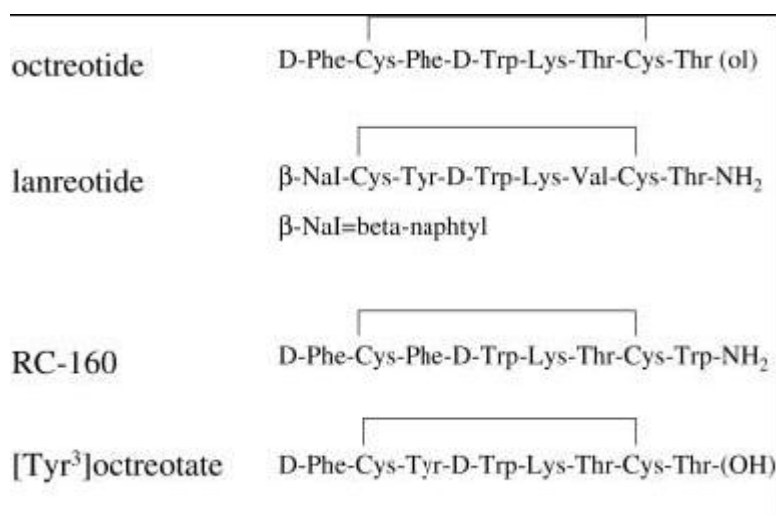 octreotide D-Phe-Cys-Phe-D-Trp-Lys-Thr-Cys-Thr (ol)
lanreotide β-NaI-Cys-Tyr-D-Trp-Lys-Val-Cys-Thr-NH₂
β-NaI=beta-naphtyl
RC-160 D-Phe-Cys-Phe-D-Trp-Lys-Thr-Cys-Trp-NH₂
[Tyr³]octreotate D-Phe-Cys-Tyr-D-Trp-Lys-Thr-Cys-Thr-(OH)